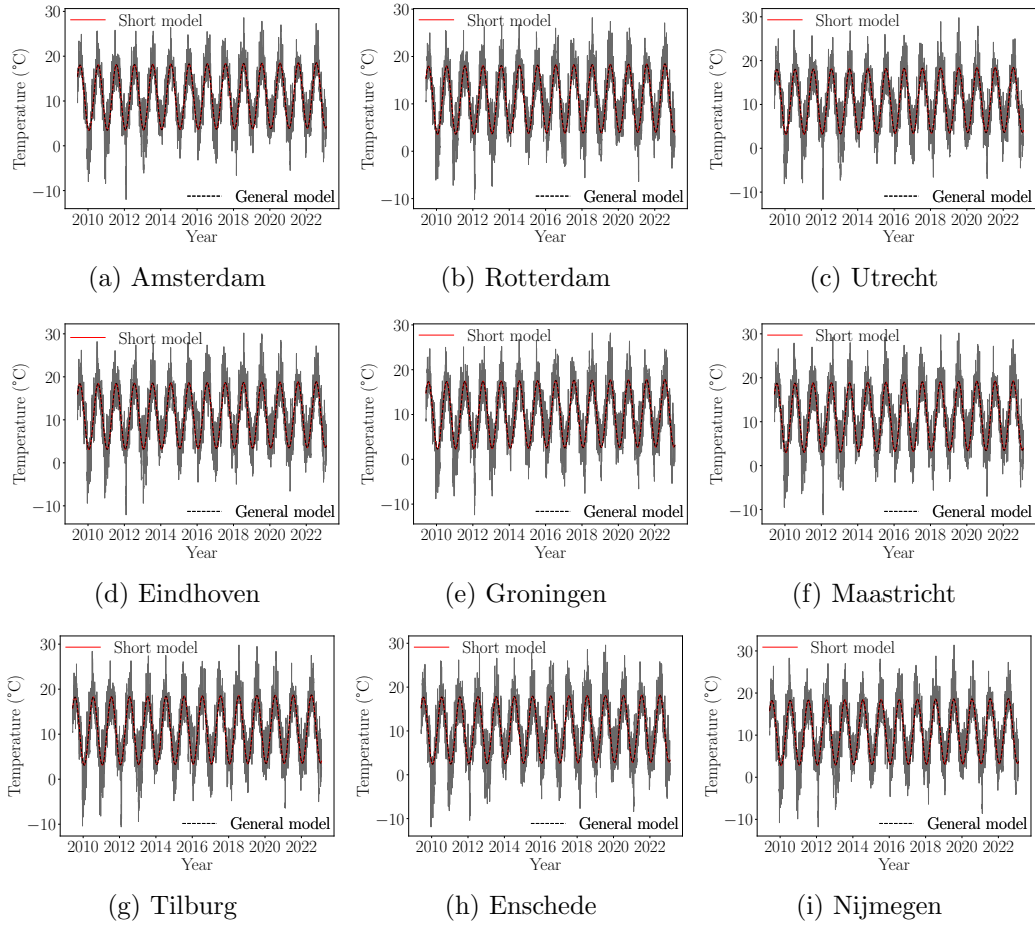 Short model
Temperature (°C)
30
20
10
0
−10
General model
2010 2012 2014 2016 2018 2020 2022
Year
(a) Amsterdam
Short model
Temperature (°C)
30
20
10
0
−10
General model
2010 2012 2014 2016 2018 2020 2022
Year
(b) Rotterdam
Short model
Temperature (°C)
30
20
10
0
−10
General model
2010 2012 2014 2016 2018 2020 2022
Year
(c) Utrecht
Short model
Temperature (°C)
30
20
10
0
−10
General model
2010 2012 2014 2016 2018 2020 2022
Year
(d) Eindhoven
Short model
Temperature (°C)
30
20
10
0
−10
General model
2010 2012 2014 2016 2018 2020 2022
Year
(e) Groningen
Short model
Temperature (°C)
30
20
10
0
−10
General model
2010 2012 2014 2016 2018 2020 2022
Year
(f) Maastricht
Short model
Temperature (°C)
30
20
10
0
−10
General model
2010 2012 2014 2016 2018 2020 2022
Year
(g) Tilburg
Short model
Temperature (°C)
30
20
10
0
−10
General model
2010 2012 2014 2016 2018 2020 2022
Year
(h) Enschede
Short model
Temperature (°C)
30
20
10
0
−10
General model
2010 2012 2014 2016 2018 2020 2022
Year
(i) Nijmegen